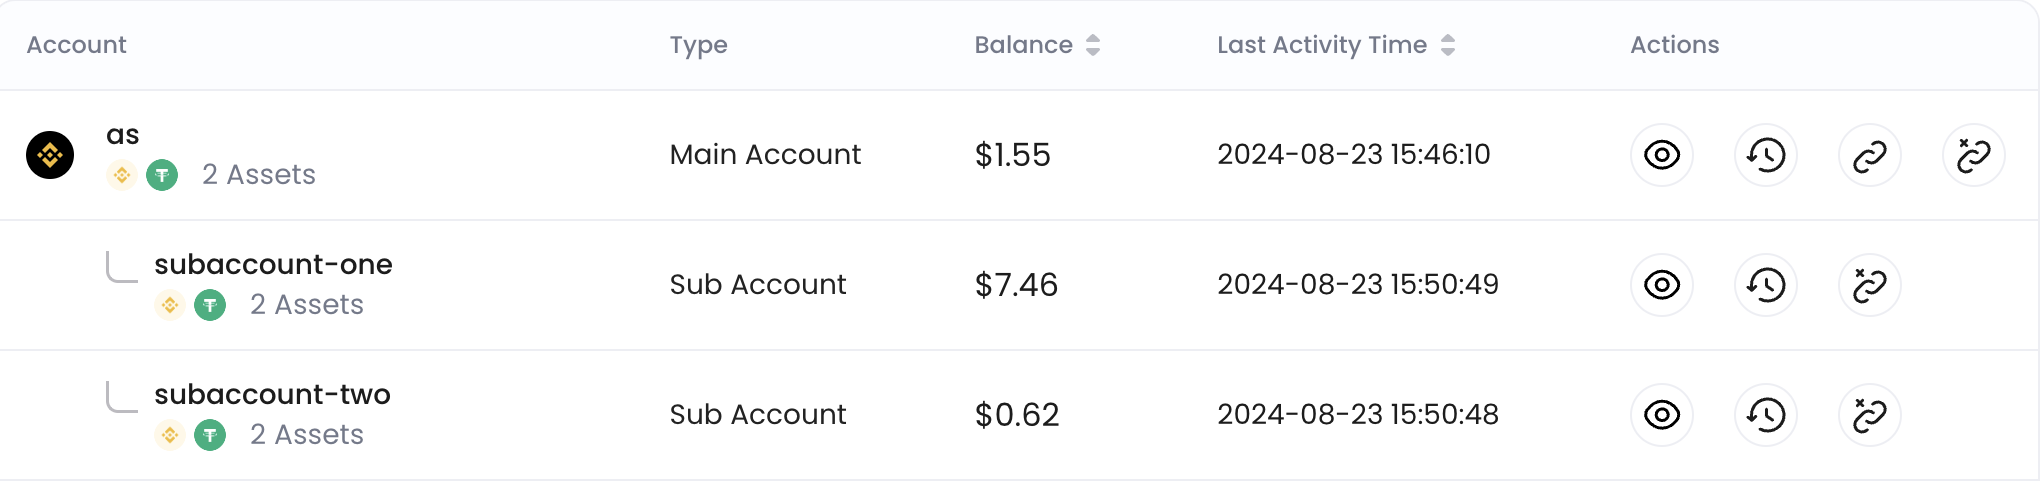 Account Type Balance Last Activity Time Actions
as
2 Assets
Main Account $1.55 2024-08-23 15:46:10
subaccount-one
2 Assets
Sub Account $7.46 2024-08-23 15:50:49
subaccount-two
2 Assets
Sub Account $0.62 2024-08-23 15:50:48